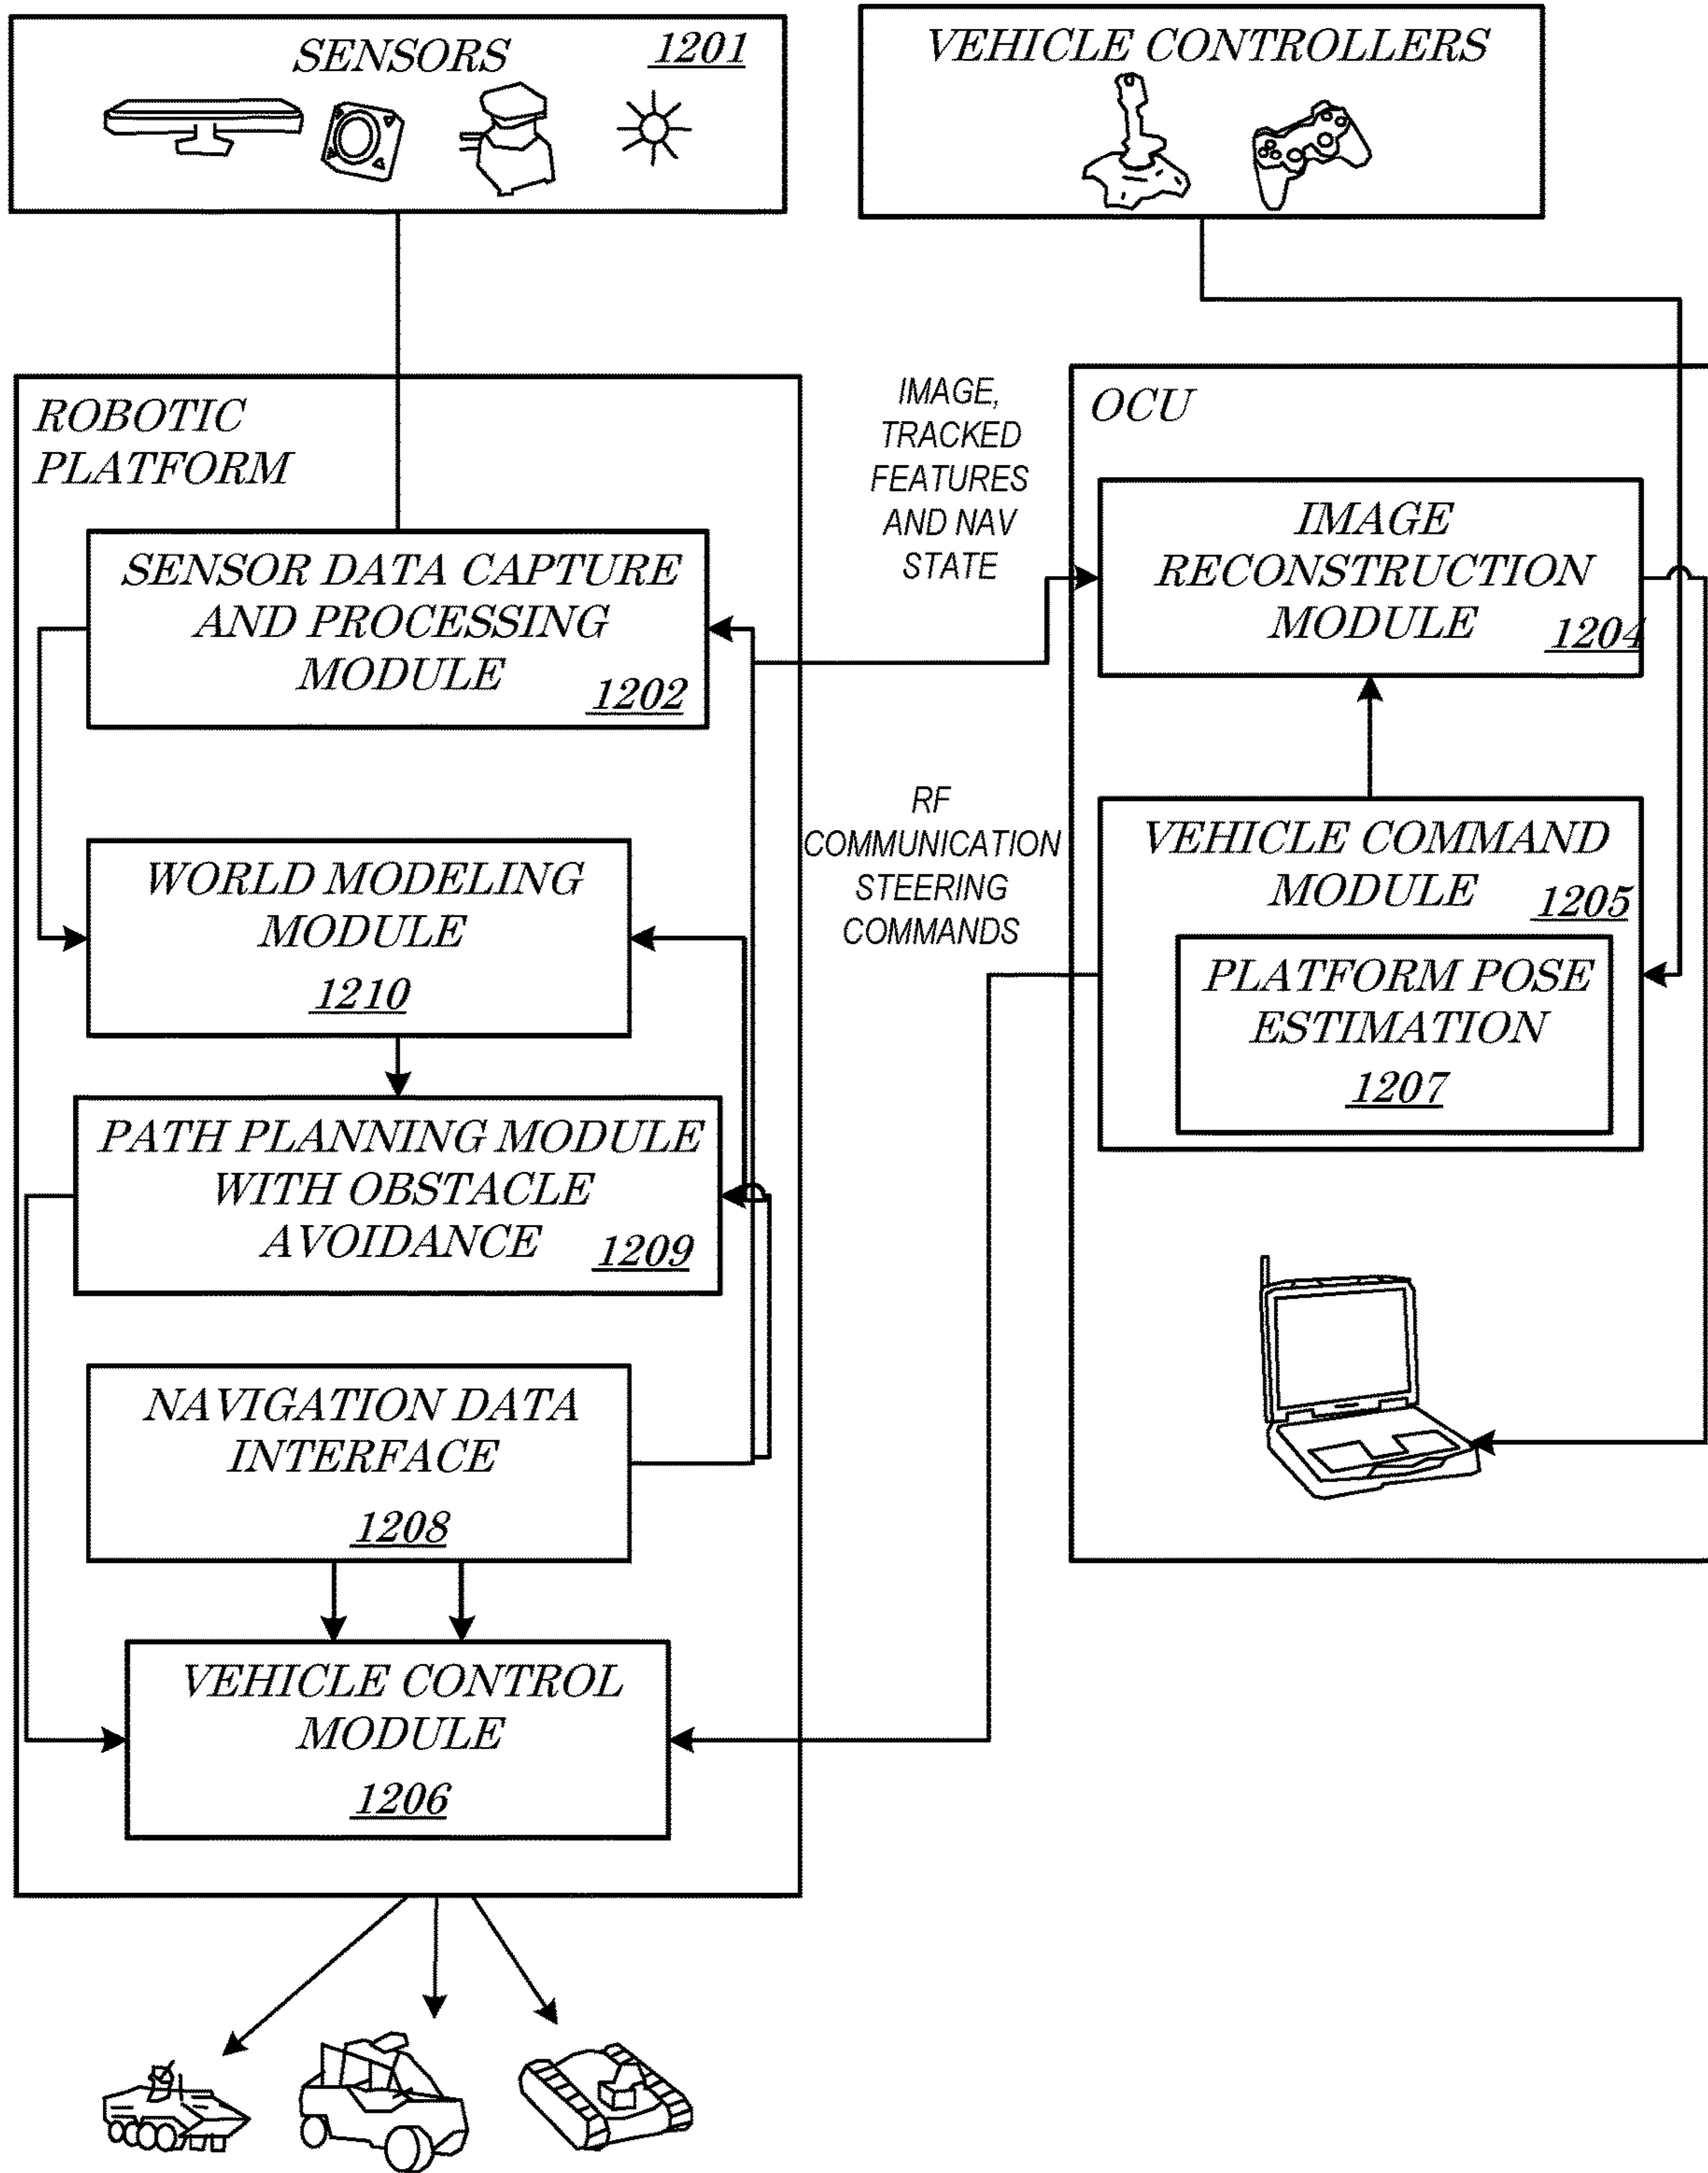 SENSORS 1201
VEHICLE CONTROLLERS
ROBOTIC
PLATFORM
SENSOR DATA CAPTURE
AND PROCESSING
MODULE
1202
WORLD MODELING
MODULE
1210
PATH PLANNING MODULE
WITH OBSTACLE
AVOIDANCE
1209
NAVIGATION DATA
INTERFACE
1208
VEHICLE CONTROL
MODULE
1206
IMAGE,
TRACKED
FEATURES
AND NAV
STATE
RF
COMMUNICATION
STEERING
COMMANDS
OCU
IMAGE
RECONSTRUCTION
MODULE
1204
VEHICLE COMMAND
MODULE
1205
PLATFORM POSE
ESTIMATION
1207